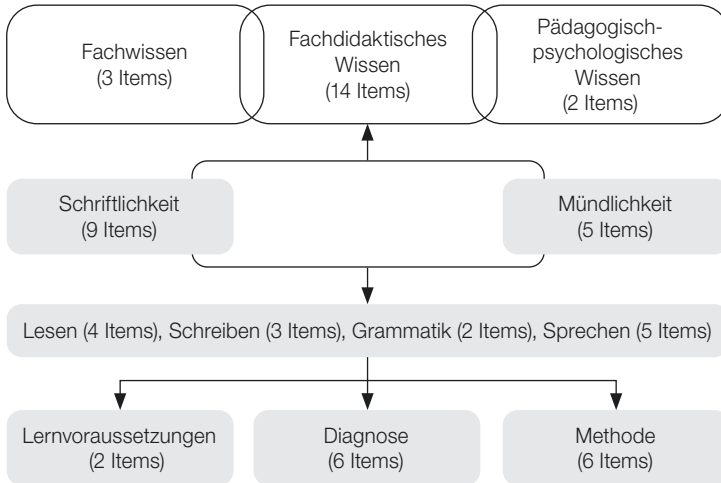 Fachwissen
(3 Items)
Fachdidaktisches
Wissen
(14 Items)
Pädagogisch-
psychologisches
Wissen
(2 Items)
Schriftlichkeit
(9 Items)
Mündlichkeit
(5 Items)
Lesen (4 Items), Schreiben (3 Items), Grammatik (2 Items), Sprechen (5 Items)
Lernvoraussetzungen
(2 Items)
Diagnose
(6 Items)
Methode
(6 Items)